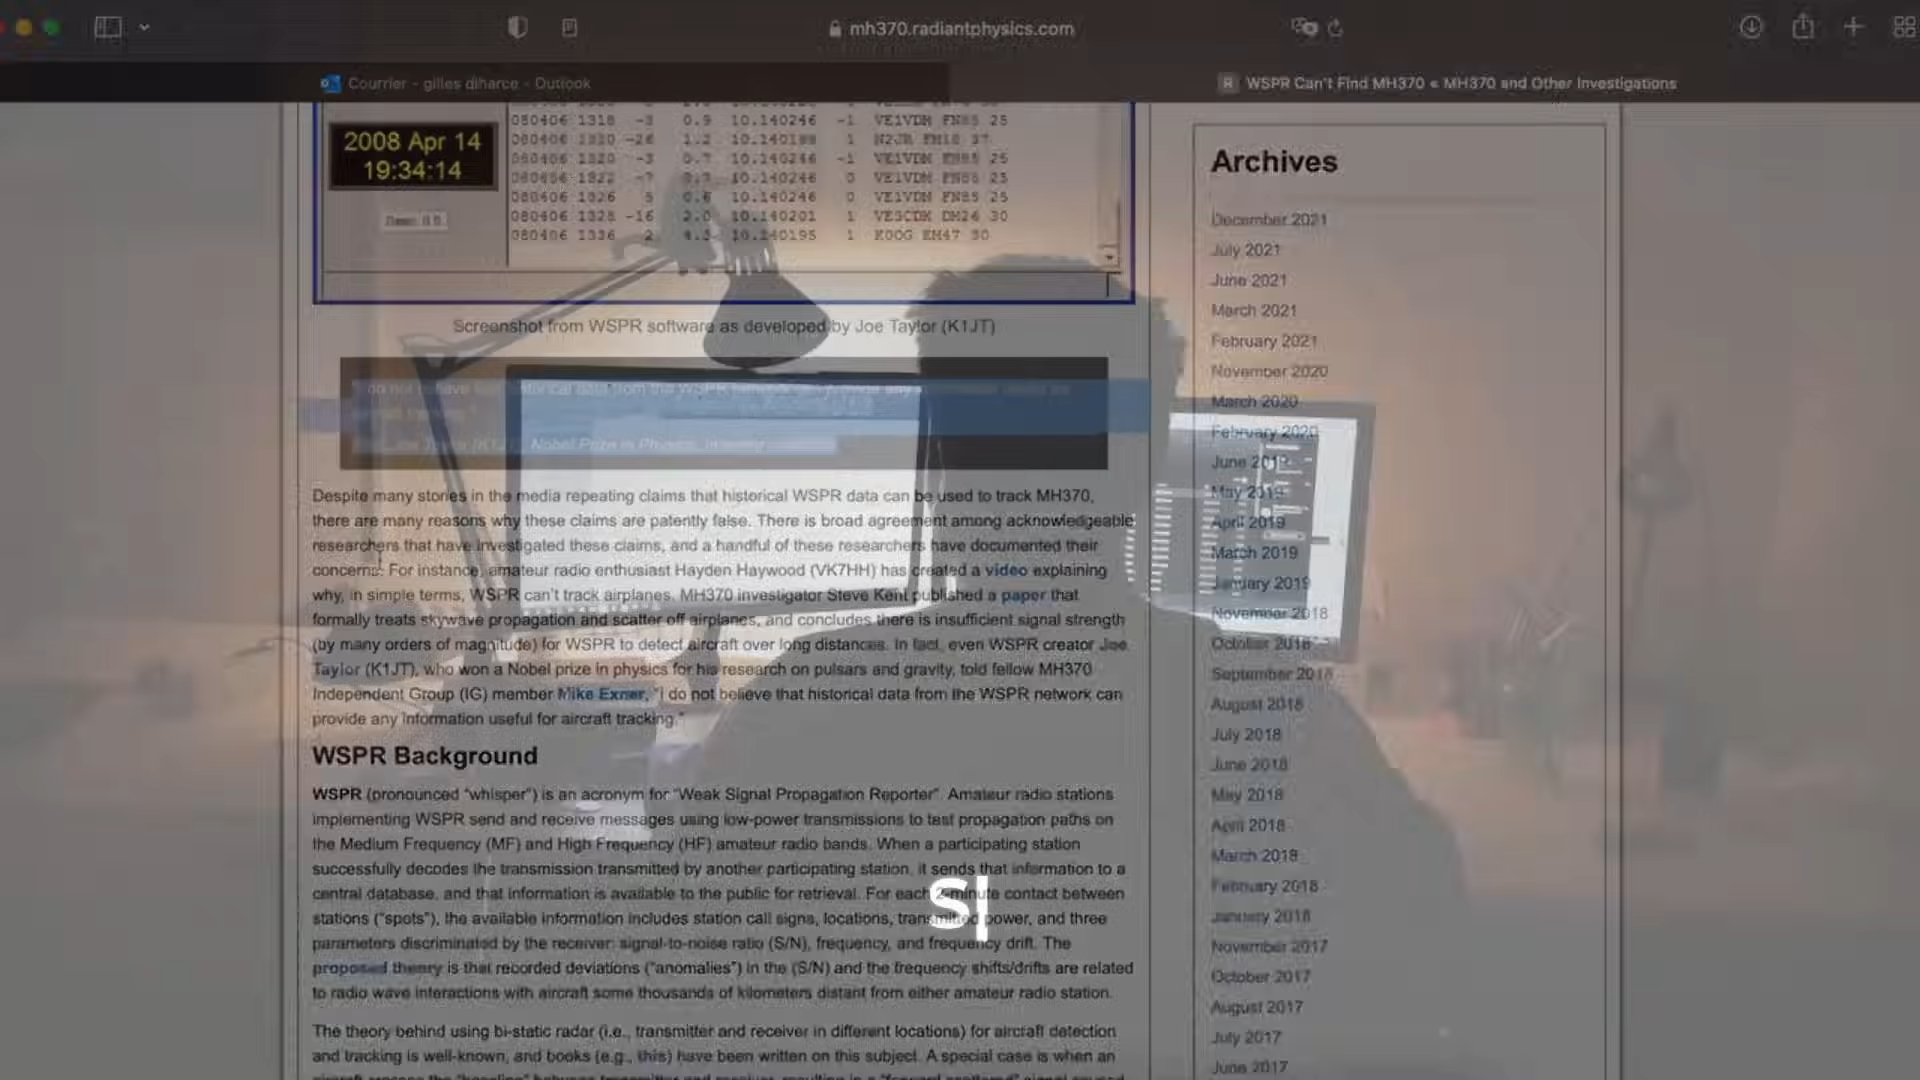 mh370.radiantphysics.com
Courrier - gilles diharce - Outlook
R WSPR Can't Find MH370 « MH370 and Other Investigations
2008 Apr 14
19:34:14
080406 1318 -3 0.9 10.140246 -1 VE1VDM FN85 25
080406 1320 -26 1.2 10.140188 1 N2JR FM18 37
080406 1320 -3 0.7 10.140246 -1 VE1VDM FN85 25
080406 1322 -7 10.140246 0 VE1VDM FN85 25
080406 1326 5 0.6 10.140246 0 VE1VDM FN85 25
080406 1328 -16 2.0 10.140201 1 VE3CDK DM26 30
080406 1336 2 4.3 10.140195 1 K0OG EM47 30
Screenshot from WSPR software as developed by Joe Taylor (K1JT)
Nobel Prize in Physics,
Despite many stories in the media repeating claims that historical WSPR data can be used to track MH370,
there are many reasons why these claims are patently false. There is broad agreement among acknowledgeable
researchers that have investigated these claims, and a handful of these researchers have documented their
concerns. For instance, amateur radio enthusiast Hayden Haywood (VK7HH) has created a video explaining
why, in simple terms, WSPR can't track airplanes. MH370 investigator Steve Kent published a paper that
formally treats skywave propagation and scatter off airplanes, and concludes there is insufficient signal strength
(by many orders of magnitude) for WSPR to detect aircraft over long distances. In fact, even WSPR creator Joe
Taylor (K1JT), who won a Nobel prize in physics for his research on pulsars and gravity, told fellow MH370
Independent Group (IG) member Mike Exner, "I do not believe that historical data from the WSPR network can
provide any information useful for aircraft tracking."
WSPR Background
WSPR (pronounced "whisper") is an acronym for "Weak Signal Propagation Reporter". Amateur radio stations
implementing WSPR send and receive messages using low-power transmissions to test propagation paths on
the Medium Frequency (MF) and High Frequency (HF) amateur radio bands. When a participating station
successfully decodes the transmission transmitted by another participating station, it sends that information to a
central database, and that information is available to the public for retrieval. For each 2-minute contact between
stations ("spots"), the available information includes station call signs, locations, transmitted power, and three
parameters discriminated by the receiver: signal-to-noise ratio (S/N), frequency, and frequency drift. The
proposed theory is that recorded deviations ("anomalies") in the (S/N) and the frequency shifts/drifts are related
to radio wave interactions with aircraft some thousands of kilometers distant from either amateur radio station.
The theory behind using bi-static radar (i.e., transmitter and receiver in different locations) for aircraft detection
and tracking is well-known, and books (e.g., this) have been written on this subject. A special case is when an
S|
Archives
December 2021
July 2021
June 2021
March 2021
February 2021
November 2020
March 2020
February 2020
June 2019
May 2019
April 2019
March 2019
January 2019
November 2018
October 2018
September 2018
August 2018
July 2018
June 2018
May 2018
April 2018
March 2018
February 2018
January 2018
November 2017
October 2017
August 2017
July 2017
June 2017